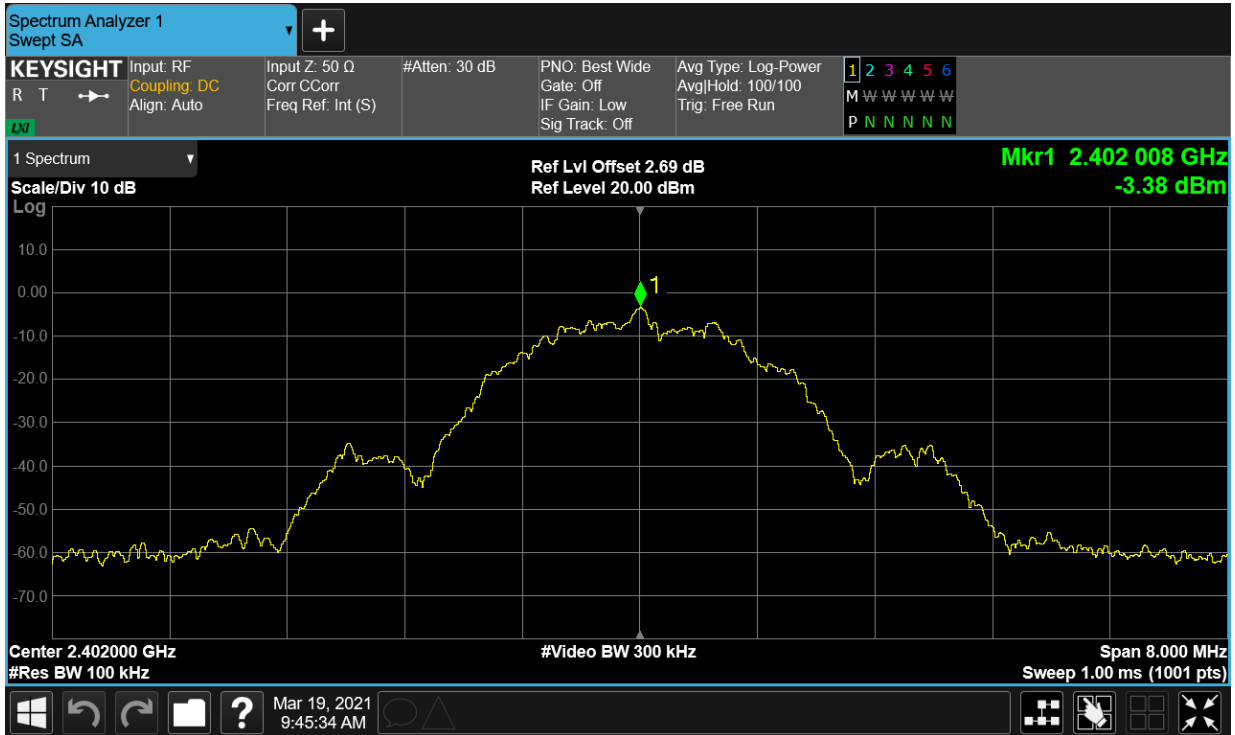 Spectrum Analyzer 1
Swept SA
+
KEYSIGHT Input: RF Input Z: 50 Ω #Atten: 30 dB PNO: Best Wide Avg Type: Log-Power 1 2 3 4 5 6
R T Coupling: DC Corr CCorr Gate: Off Avg|Hold: 100/100 M W W W W W
Align: Auto Freq Ref: Int (S) IF Gain: Low Trig: Free Run
LXI Sig Track: Off P N N N N N N
1 Spectrum Ref Lvl Offset 2.69 dB Mkr1 2.402 008 GHz
Scale/Div 10 dB Ref Level 20.00 dBm -3.38 dBm
Log
10.0
1
0.00
-10.0
-20.0
-30.0
-40.0
-50.0
-60.0
-70.0
Center 2.402000 GHz #Video BW 300 kHz Span 8.000 MHz
#Res BW 100 kHz Sweep 1.00 ms (1001 pts)
? Mar 19, 2021
9:45:34 AM